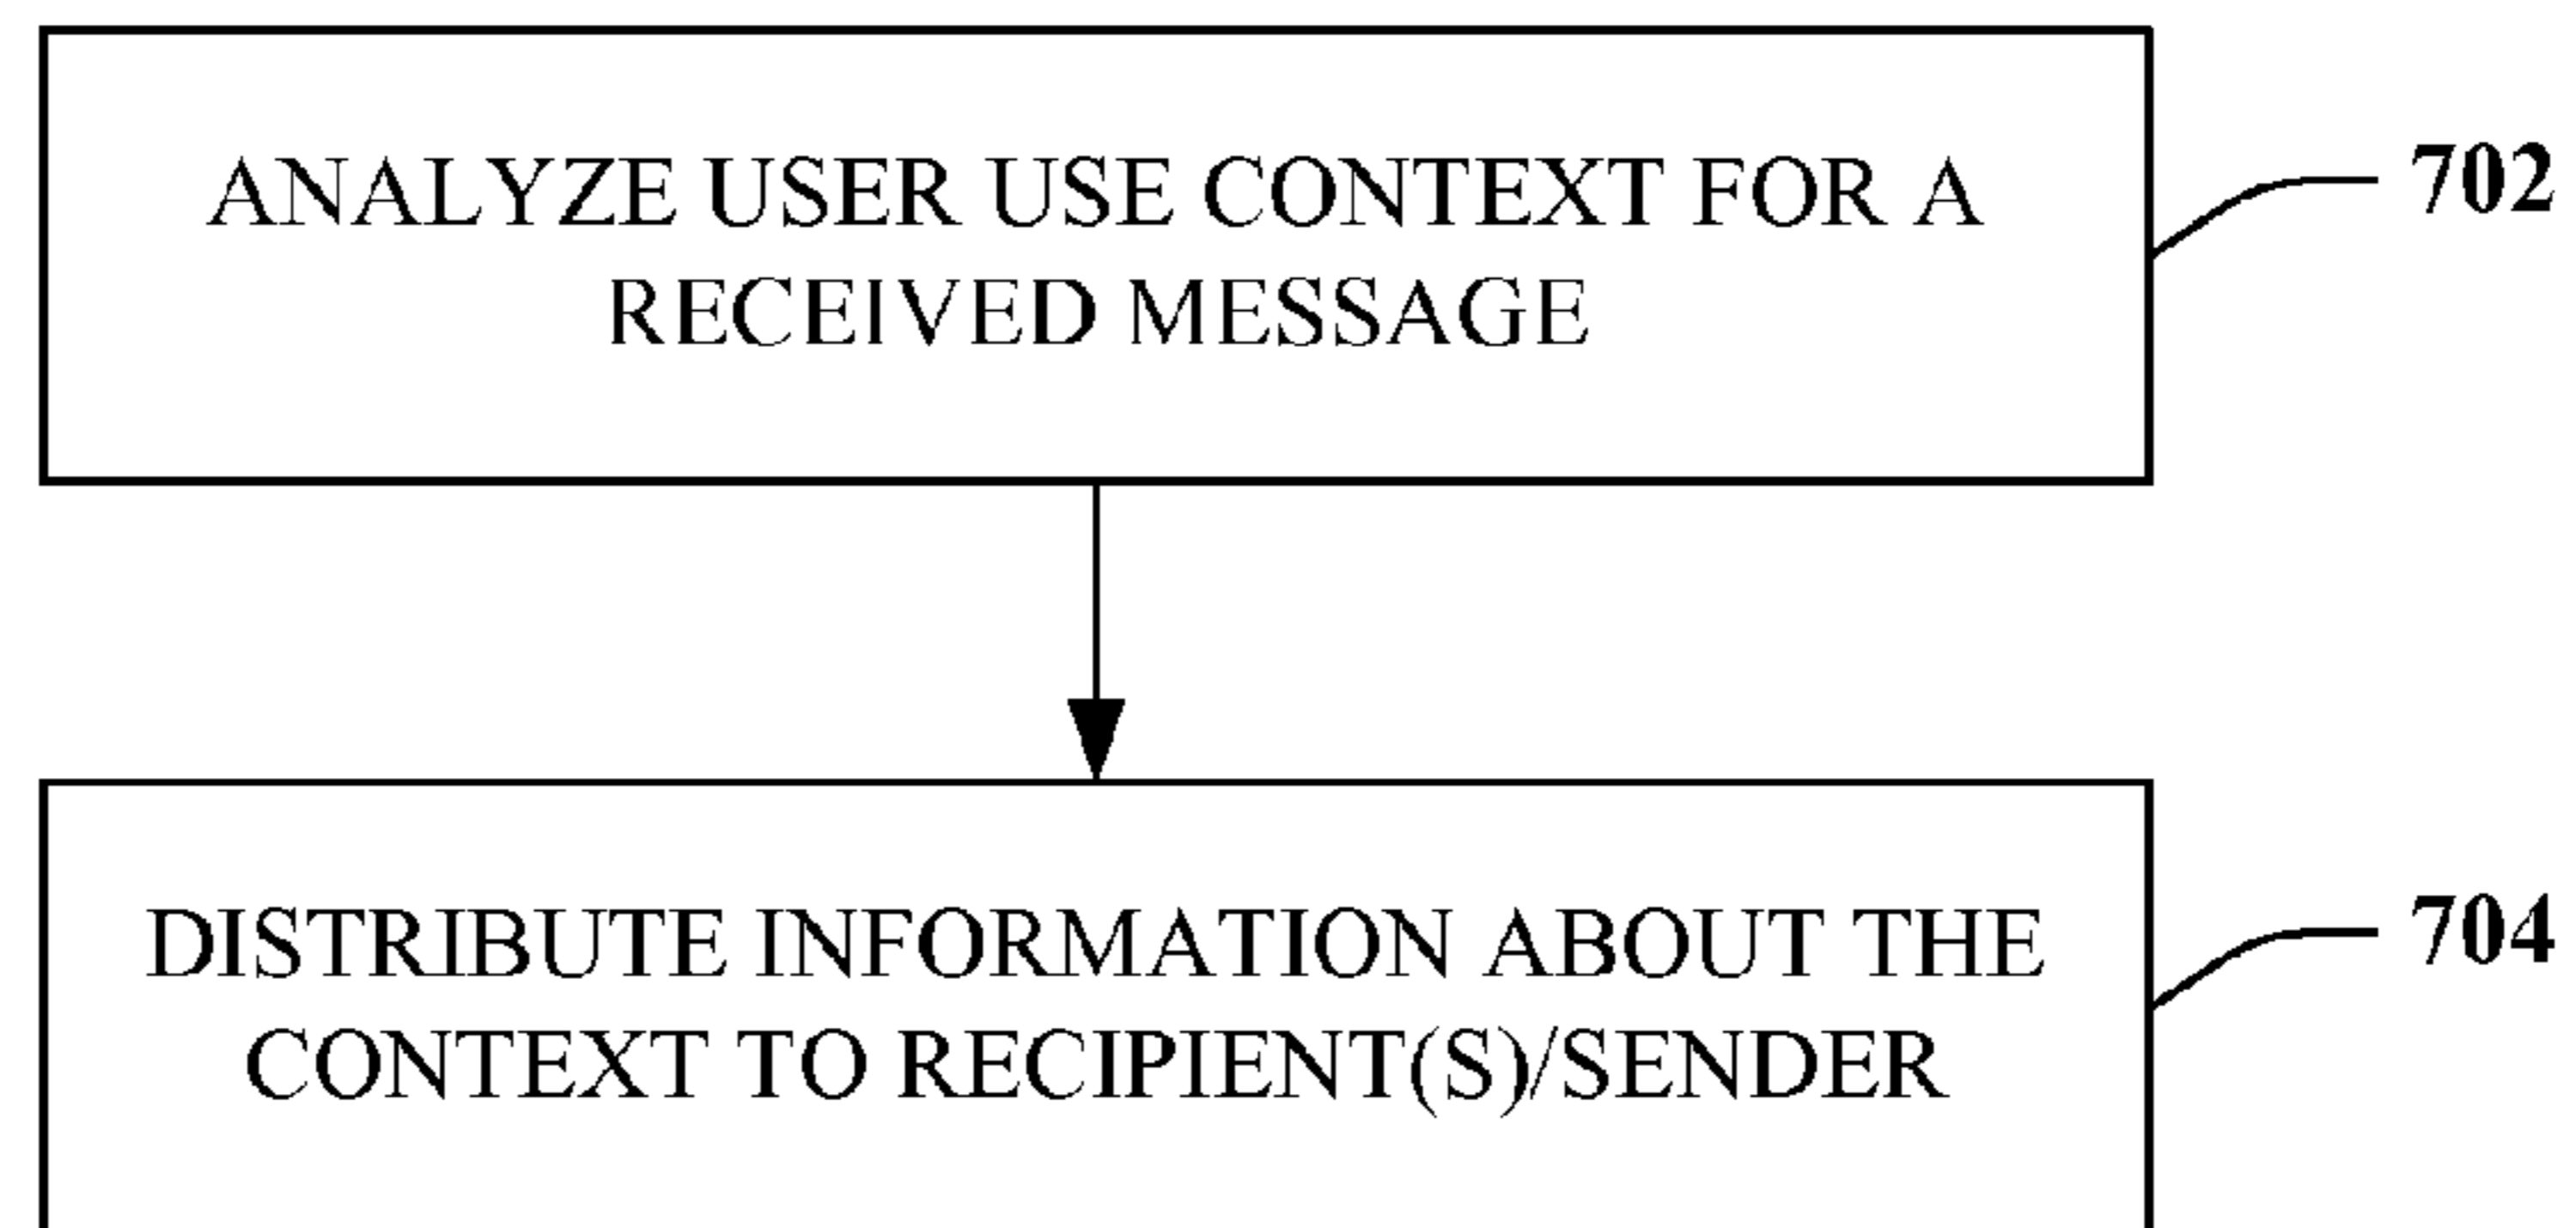 ANALYZE USER USE CONTEXT FOR A
RECEIVED MESSAGE
702
DISTRIBUTE INFORMATION ABOUT THE
CONTEXT TO RECIPIENT(S)/SENDER
704